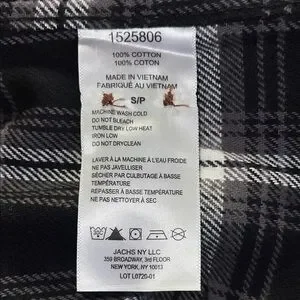 1525806
100% COTTON
100% COTON
MADE IN VIETNAM
FABRIQUÉ AU VIETNAM
S/P
MACHINE WASH COLD
DO NOT BLEACH
TUMBLE DRY LOW HEAT
IRON LOW
DO NOT DRYCLEAN
LAVER À LA MACHINE À L'EAU FROIDE
NE PAS JAVELLISER
SÉCHER PAR CULBUTAGE À BASSE
TEMPÉRATURE
REPASSER À BASSE TEMPÉRATURE
NE PAS NETTOYER À SEC
JACHS NY LLC
359 BROADWAY, 3rd FLOOR
NEW YORK, NY 10013
LOT L0720-01